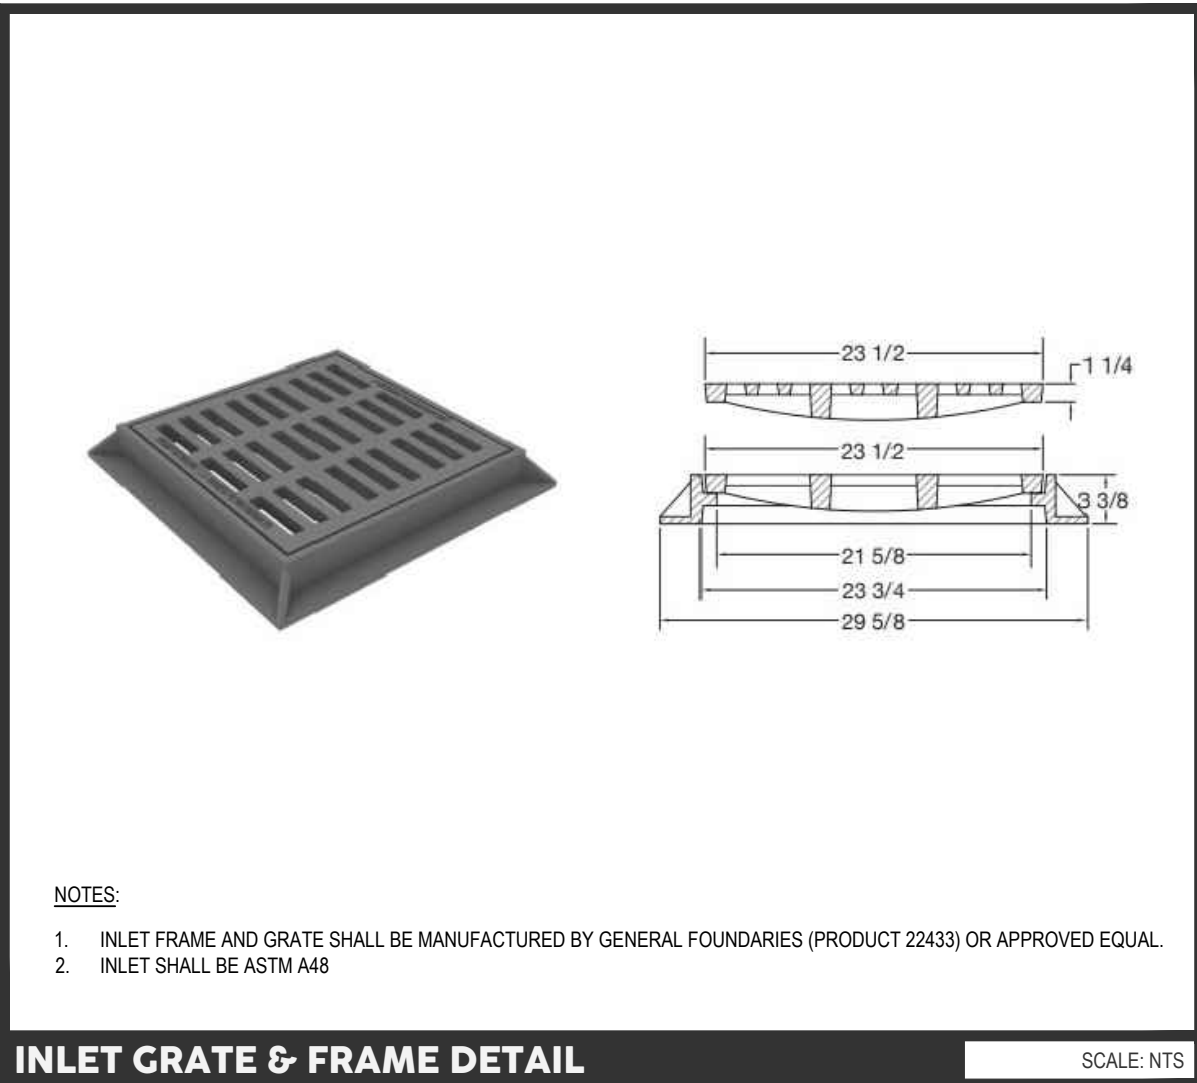 23 1/2
1 1/4
23 1/2
3 3/8
21 5/8
23 3/4
29 5/8
NOTES:
1. INLET FRAME AND GRATE SHALL BE MANUFACTURED BY GENERAL FOUNDARIES (PRODUCT 22433) OR APPROVED EQUAL.
2. INLET SHALL BE ASTM A48
INLET GRATE & FRAME DETAIL
SCALE: NTS